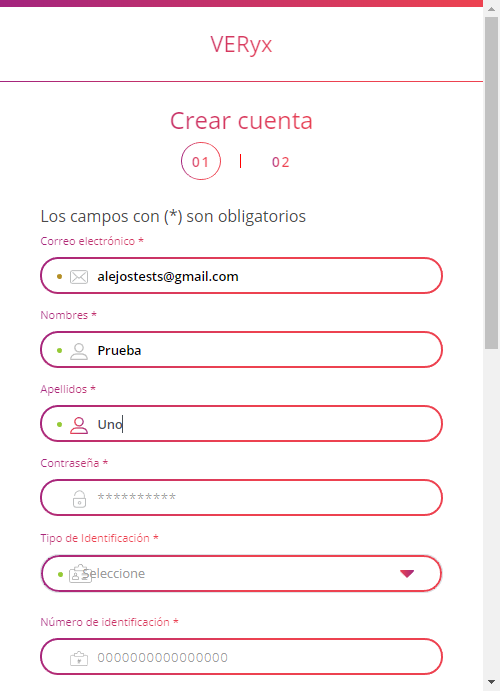 VERyx
Crear cuenta
01 | 02
Los campos con (*) son obligatorios
Correo electrónico *
alejostests@gmail.com
Nombres *
Prueba
Apellidos *
Uno
Contraseña *
**********
Tipo de Identificación *
Seleccione
Número de identificación *
0000000000000000